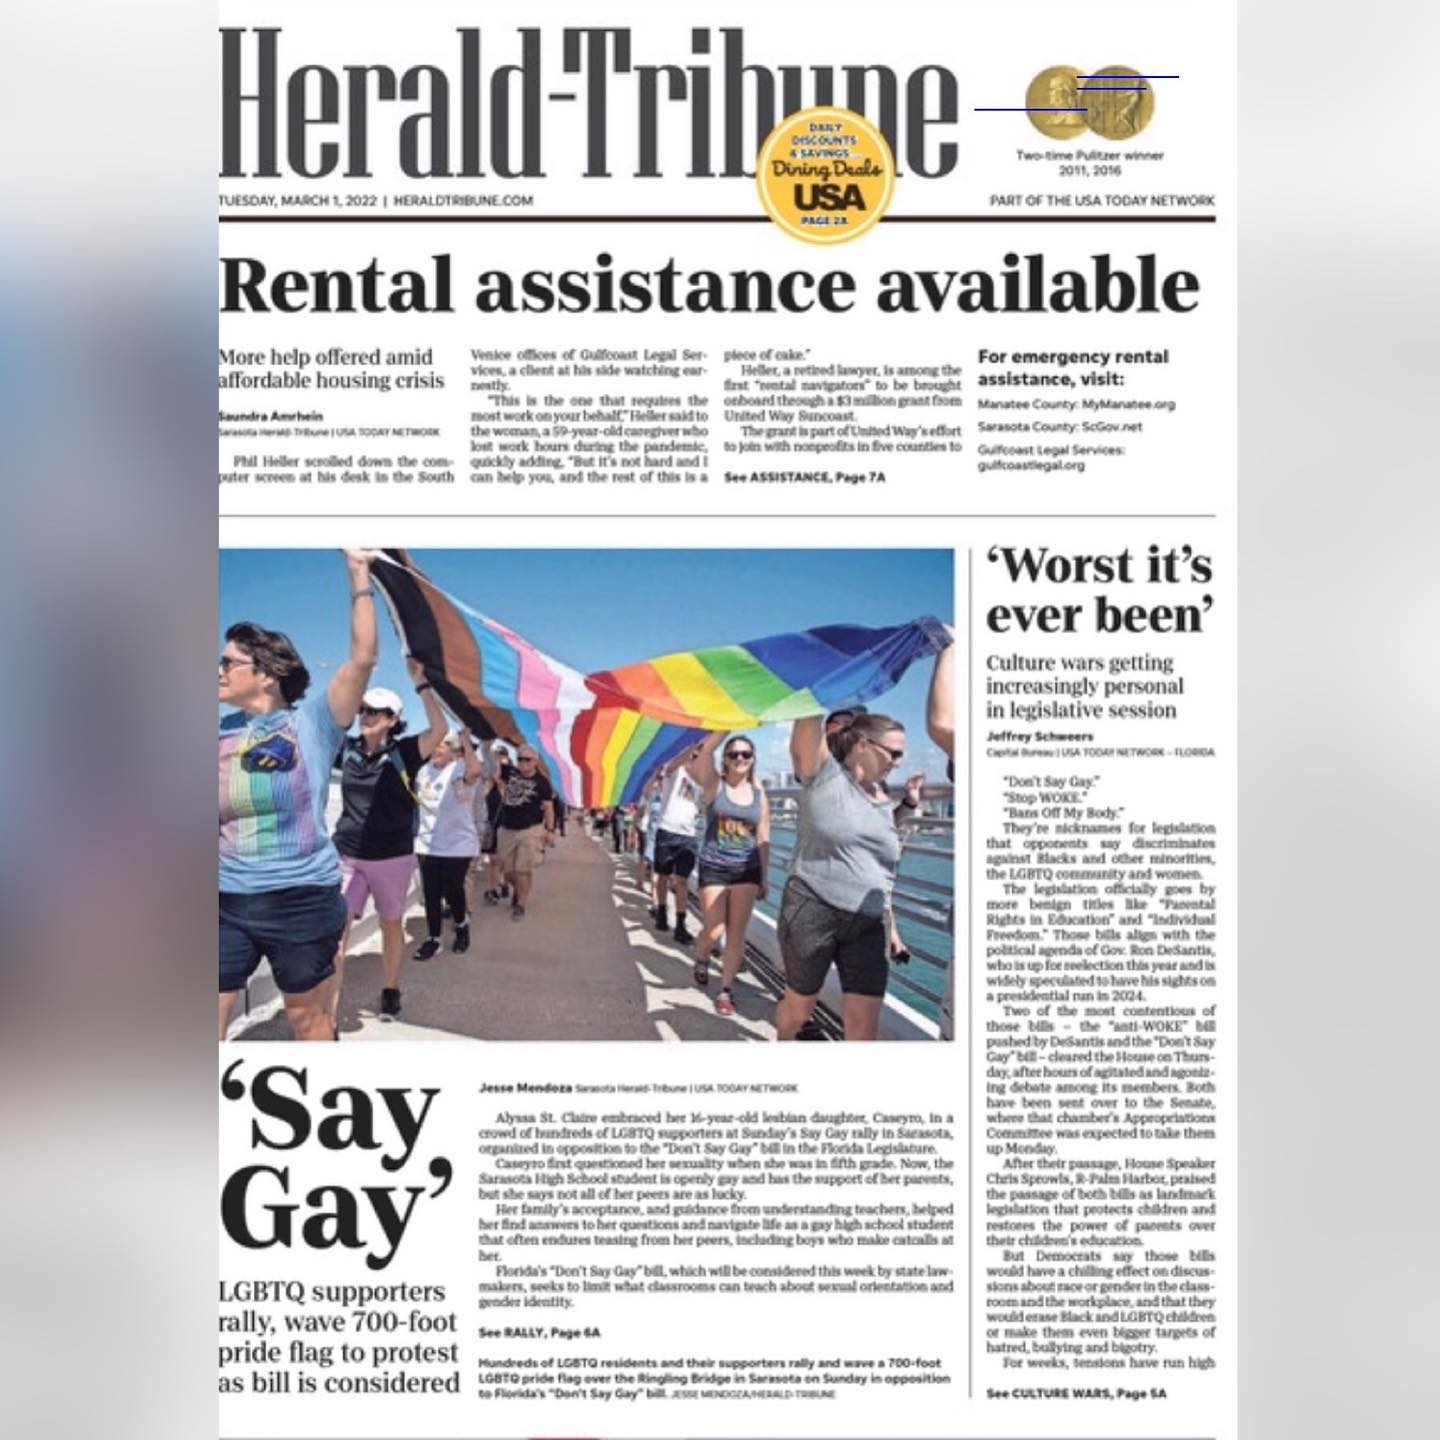 Herald-Tribune
DAILY
DISCOUNTS
& SAVINGS
Dining Deals
USA
PAGE 2A
Two-time Pulitzer winner
2011, 2016
TUESDAY, MARCH 1, 2022 | HERALDTRIBUNE.COM
PART OF THE USA TODAY NETWORK
Rental assistance available
More help offered amid
affordable housing crisis
Saundra Amrhein
Sarasota Herald-Tribune | USA TODAY NETWORK
Phil Heller scrolled down the com-
puter screen at his desk in the South
Venice offices of Gulfcoast Legal Ser-
vices, a client at his side watching ear-
nestly.
"This is the one that requires the
most work on your behalf," Heller said to
the woman, a 59-year-old caregiver who
lost work hours during the pandemic,
quickly adding, "But it's not hard and I
can help you, and the rest of this is a
piece of cake."
Heller, a retired lawyer, is among the
first "rental navigators" to be brought
onboard through a $3 million grant from
United Way Suncoast.
The grant is part of United Way's effort
to join with nonprofits in five counties to
See ASSISTANCE, Page 7A
For emergency rental
assistance, visit:
Manatee County: MyManatee.org
Sarasota County: ScGov.net
Gulfcoast Legal Services:
gulfcoastlegal.org
'Say
Gay'
LGBTQ supporters
rally, wave 700-foot
pride flag to protest
as bill is considered
Jesse Mendoza Sarasota Herald-Tribune | USA TODAY NETWORK
Alyssa St. Claire embraced her 16-year-old lesbian daughter, Caseyro, in a
crowd of hundreds of LGBTQ supporters at Sunday's Say Gay rally in Sarasota,
organized in opposition to the "Don't Say Gay" bill in the Florida Legislature.
Caseyro first questioned her sexuality when she was in fifth grade. Now, the
Sarasota High School student is openly gay and has the support of her parents,
but she says not all of her peers are as lucky.
Her family's acceptance, and guidance from understanding teachers, helped
her find answers to her questions and navigate life as a gay high school student
that often endures teasing from her peers, including boys who make catcalls at
her.
Florida's "Don't Say Gay" bill, which will be considered this week by state law-
makers, seeks to limit what classrooms can teach about sexual orientation and
gender identity.
See RALLY, Page 6A
Hundreds of LGBTQ residents and their supporters rally and wave a 700-foot
LGBTQ pride flag over the Ringling Bridge in Sarasota on Sunday in opposition
to Florida's "Don't Say Gay" bill. JESSE MENDOZA/HERALD-TRIBUNE
'Worst it's
ever been'
Culture wars getting
increasingly personal
in legislative session
Jeffrey Schweers
Capital Bureau | USA TODAY NETWORK – FLORIDA
"Don't Say Gay."
"Stop WOKE."
"Bans Off My Body."
They're nicknames for legislation
that opponents say discriminates
against Blacks and other minorities,
the LGBTQ community and women.
The legislation officially goes by
more benign titles like "Parental
Rights in Education" and "Individual
Freedom." Those bills align with the
political agenda of Gov. Ron DeSantis,
who is up for reelection this year and is
widely speculated to have his sights on
a presidential run in 2024.
Two of the most contentious of
those bills – the "anti-WOKE" bill
pushed by DeSantis and the "Don't Say
Gay" bill – cleared the House on Thurs-
day, after hours of agitated and agoniz-
ing debate among its members. Both
have been sent over to the Senate,
where that chamber's Appropriations
Committee was expected to take them
up Monday.
After their passage, House Speaker
Chris Sprowls, R-Palm Harbor, praised
the passage of both bills as landmark
legislation that protects children and
restores the power of parents over
their children's education.
But Democrats say those bills
would have a chilling effect on discus-
sions about race or gender in the class-
room and the workplace, and that they
would erase Black and LGBTQ children
or make them even bigger targets of
hatred, bullying and bigotry.
For weeks, tensions have run high
See CULTURE WARS, Page 5A